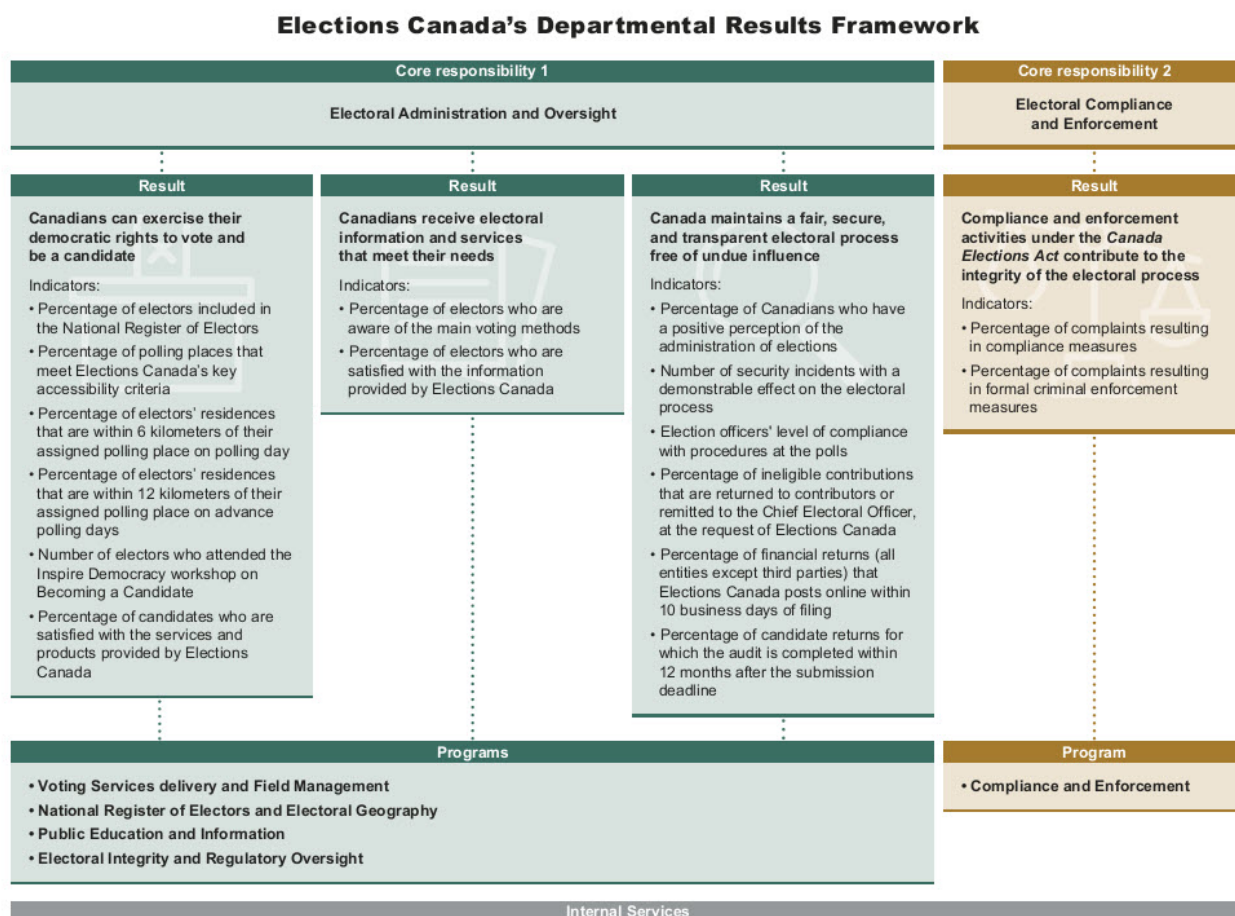 Elections Canada's Departmental Results Framework
Core responsibility 1
Electoral Administration and Oversight
Core responsibility 2
Electoral Compliance
and Enforcement
Result
Canadians can exercise their
democratic rights to vote and
be a candidate
Indicators:
• Percentage of electors included in
the National Register of Electors
• Percentage of polling places that
meet Elections Canada's key
accessibility criteria
• Percentage of electors' residences
that are within 6 kilometers of their
assigned polling place on polling day
• Percentage of electors' residences
that are within 12 kilometers of their
assigned polling place on advance
polling days
• Number of electors who attended the
Inspire Democracy workshop on
Becoming a Candidate
• Percentage of candidates who are
satisfied with the services and
products provided by Elections
Canada
Result
Canadians receive electoral
information and services
that meet their needs
Indicators:
• Percentage of electors who are
aware of the main voting methods
• Percentage of electors who are
satisfied with the information
provided by Elections Canada
Result
Canada maintains a fair, secure,
and transparent electoral process
free of undue influence
Indicators:
• Percentage of Canadians who have
a positive perception of the
administration of elections
• Number of security incidents with a
demonstrable effect on the electoral
process
• Election officers' level of compliance
with procedures at the polls
• Percentage of ineligible contributions
that are returned to contributors or
remitted to the Chief Electoral Officer,
at the request of Elections Canada
• Percentage of financial returns (all
entities except third parties) that
Elections Canada posts online within
10 business days of filing
• Percentage of candidate returns for
which the audit is completed within
12 months after the submission
deadline
Result
Compliance and enforcement
activities under the Canada
Elections Act contribute to the
integrity of the electoral process
Indicators:
• Percentage of complaints resulting
in compliance measures
• Percentage of complaints resulting
in formal criminal enforcement
measures
Programs
• Voting Services delivery and Field Management
• National Register of Electors and Electoral Geography
• Public Education and Information
• Electoral Integrity and Regulatory Oversight
Program
• Compliance and Enforcement
Internal Services